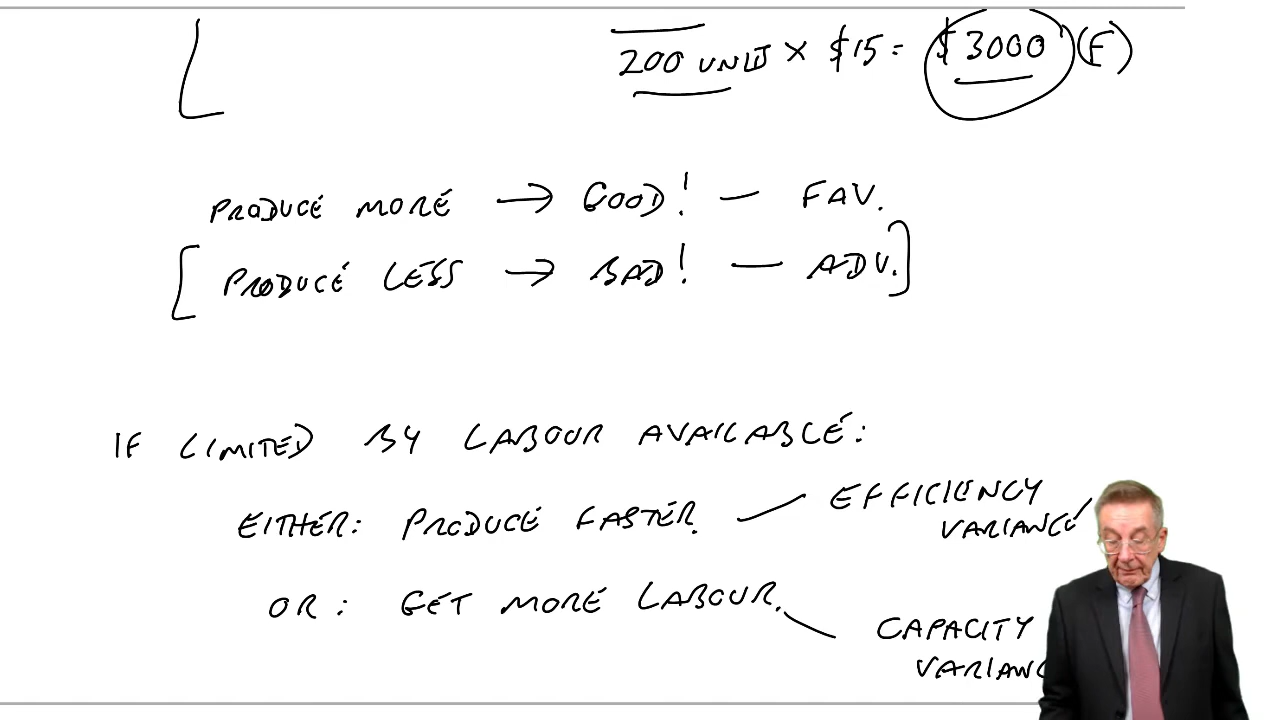 200 UNITS × $15 = $3000 (F)
PRODUCE MORE → GOOD! — FAV.
[PRODUCE LESS → BAD! — ADV.]
IF LIMITED BY LABOUR AVAILABLE:
EITHER: PRODUCE FASTER. — EFFICIENCY VARIANCE
OR: GET MORE LABOUR. — CAPACITY